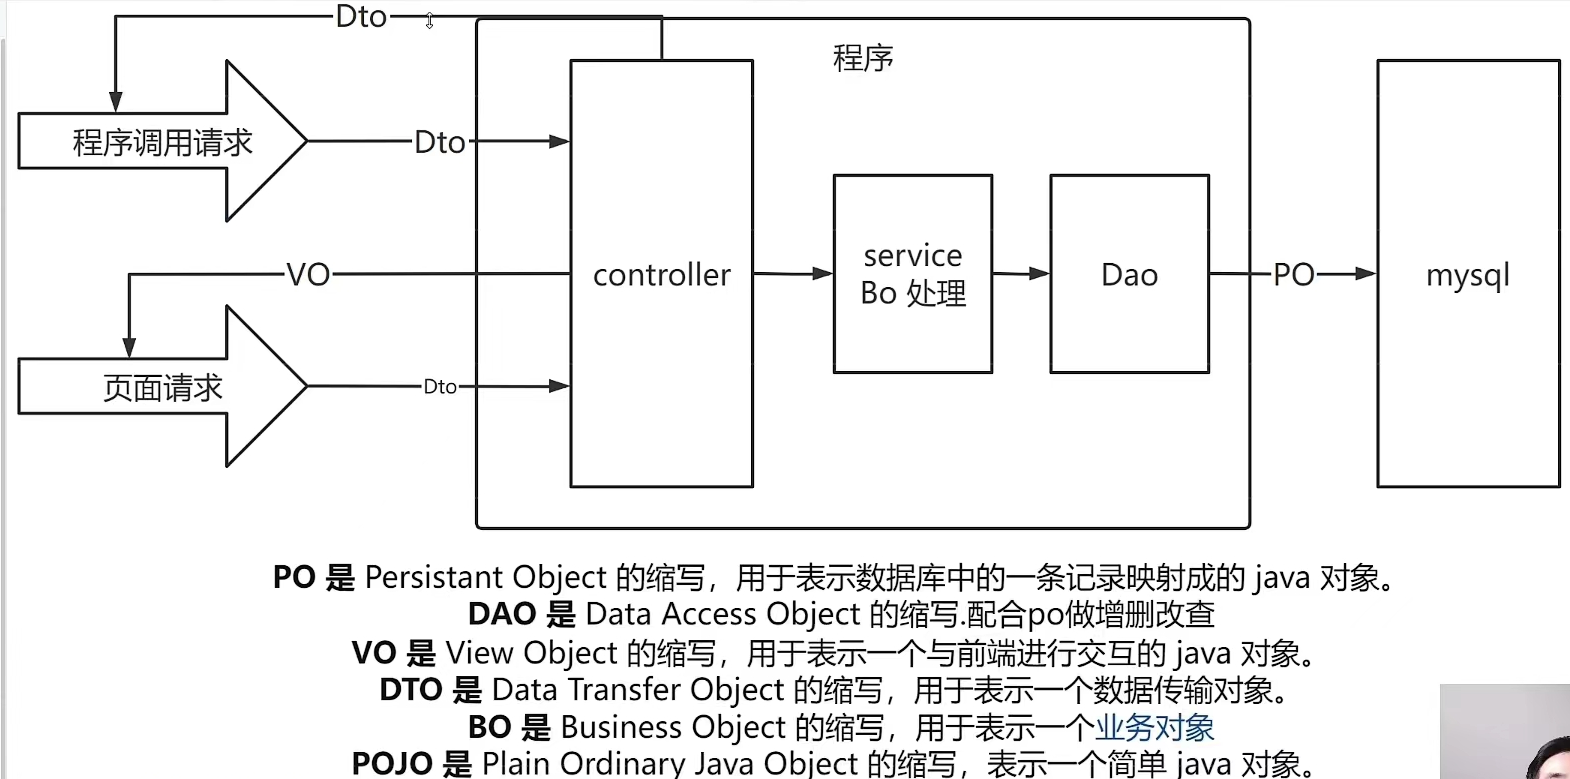 Dto
程序
程序调用请求
Dto
VO
controller
service
Bo 处理
Dao
PO
mysql
页面请求
Dto
PO 是 Persistant Object 的缩写，用于表示数据库中的一条记录映射成的 java 对象。
DAO 是 Data Access Object 的缩写.配合po做增删改查
VO 是 View Object 的缩写，用于表示一个与前端进行交互的 java 对象。
DTO 是 Data Transfer Object 的缩写，用于表示一个数据传输对象。
BO 是 Business Object 的缩写，用于表示一个业务对象
POJO 是 Plain Ordinary Java Object 的缩写，表示一个简单 java 对象。